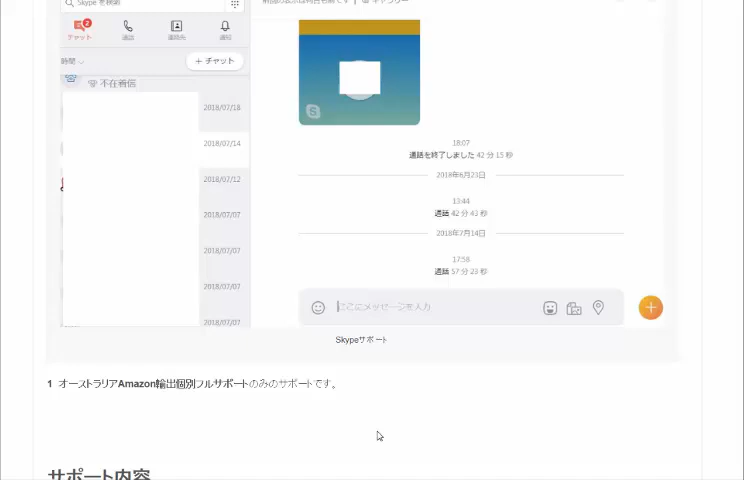 Skype を検索
2
チャット
通話
連絡先
通知
時間
+ チャット
不在着信
2018/07/18
2018/07/14
2018/07/12
2018/07/07
2018/07/07
2018/07/07
2018/07/07
ギャラリー
18:07
通話を終了しました 42 分 15 秒
2018年6月23日
13:44
通話 42 分 43 秒
2018年7月14日
17:58
通話 57 分 23 秒
ここにメッセージを入力
Skypeサポート
1 オーストラリアAmazon輸出個別フルサポートのみのサポートです。
サポート内容